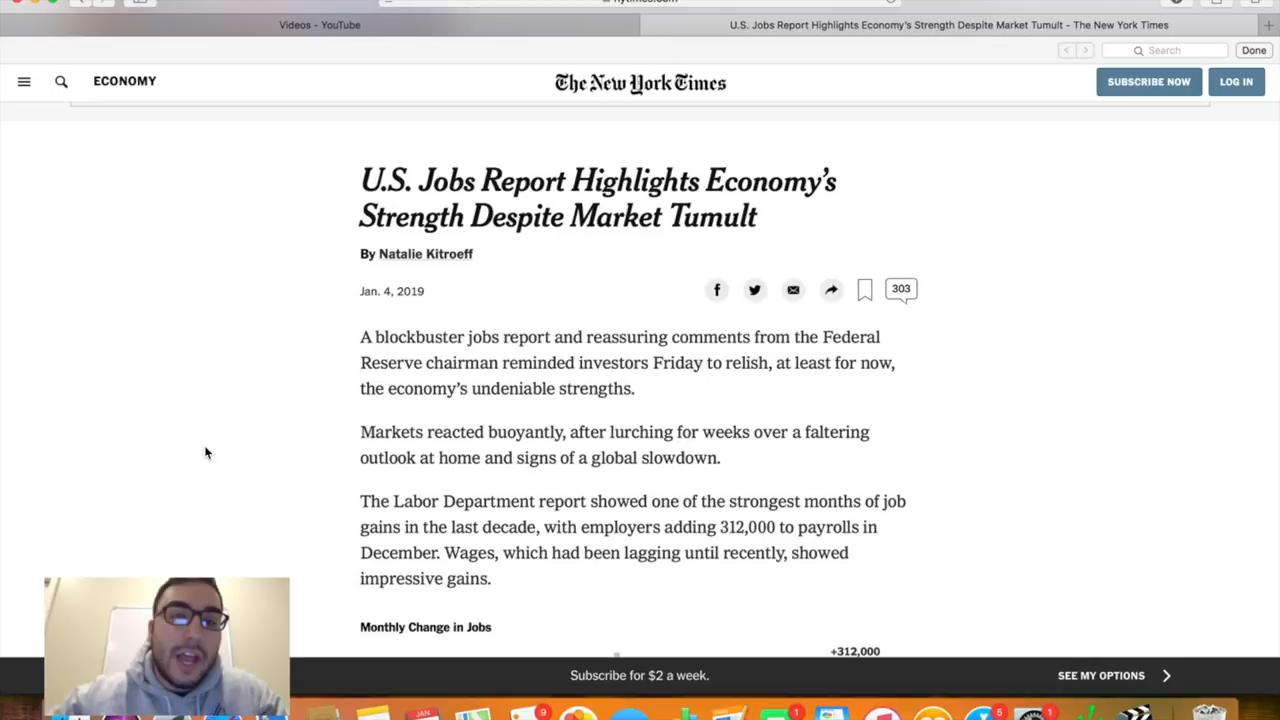 Videos - YouTube
U.S. Jobs Report Highlights Economy's Strength Despite Market Tumult - The New York Times
Search
Done
ECONOMY
The New York Times
SUBSCRIBE NOW
LOG IN
U.S. Jobs Report Highlights Economy's
Strength Despite Market Tumult
By Natalie Kitroeff
Jan. 4, 2019
303
A blockbuster jobs report and reassuring comments from the Federal
Reserve chairman reminded investors Friday to relish, at least for now,
the economy's undeniable strengths.
Markets reacted buoyantly, after lurching for weeks over a faltering
outlook at home and signs of a global slowdown.
The Labor Department report showed one of the strongest months of job
gains in the last decade, with employers adding 312,000 to payrolls in
December. Wages, which had been lagging until recently, showed
impressive gains.
Monthly Change in Jobs
+312,000
Subscribe for $2 a week.
SEE MY OPTIONS
JAN
9
1
5
1